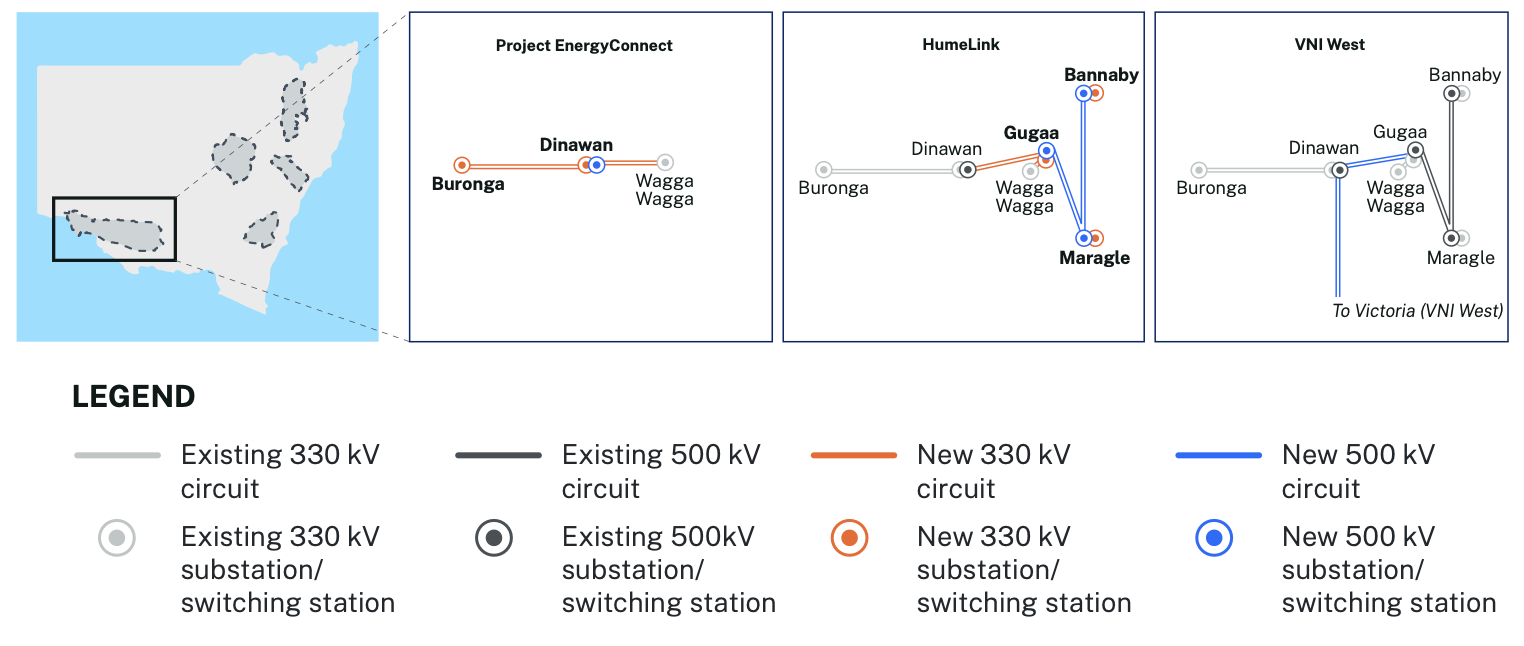 Project EnergyConnect
Dinawan
Buronga
Wagga
Wagga
HumeLink
Bannaby
Gugaa
Dinawan
Buronga
Wagga
Wagga
Maragle
VNI West
Bannaby
Gugaa
Dinawan
Buronga
Wagga
Wagga
Maragle
To Victoria (VNI West)
LEGEND
Existing 330 kV
circuit
Existing 500 kV
circuit
New 330 kV
circuit
New 500 kV
circuit
Existing 330 kV
substation/
switching station
Existing 500kV
substation/
switching station
New 330 kV
substation/
switching station
New 500 kV
substation/
switching station